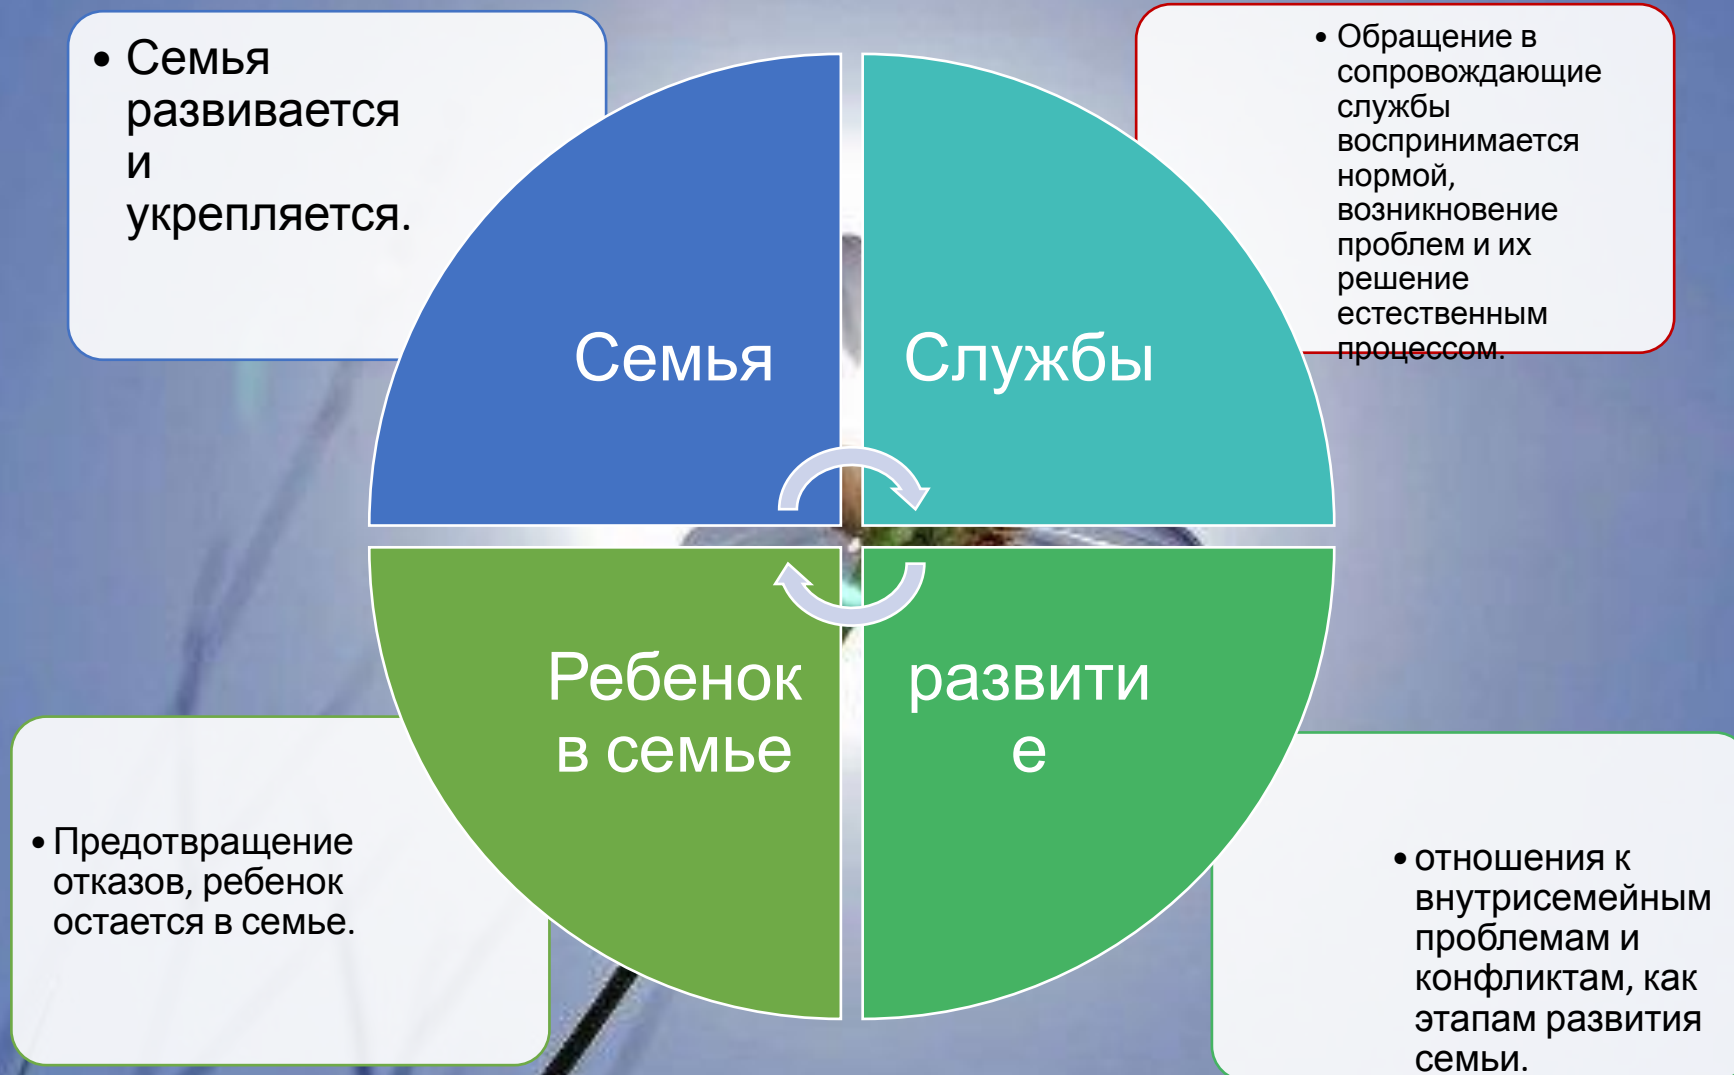 • Семья
развивается
и
укрепляется.
• Обращение в
сопровождающие
службы
воспринимается
нормой,
возникновение
проблем и их
решение
естественным
процессом.
Семья
Службы
Ребенок
в семье
развити
е
• Предотвращение
отказов, ребенок
остается в семье.
• отношения к
внутрисемейным
проблемам и
конфликтам, как
этапам развития
семьи.